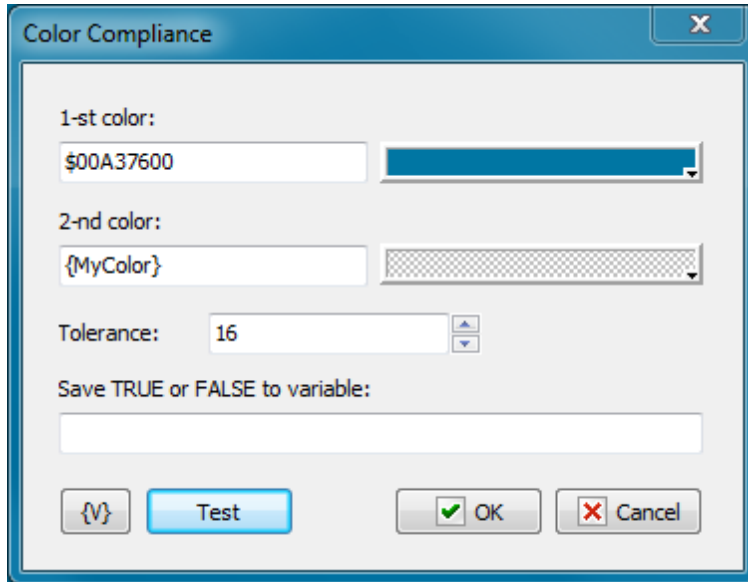 Color Compliance
1-st color:
$00A37600
2-nd color:
{MyColor}
Tolerance: 16
Save TRUE or FALSE to variable:
{V} Test OK Cancel